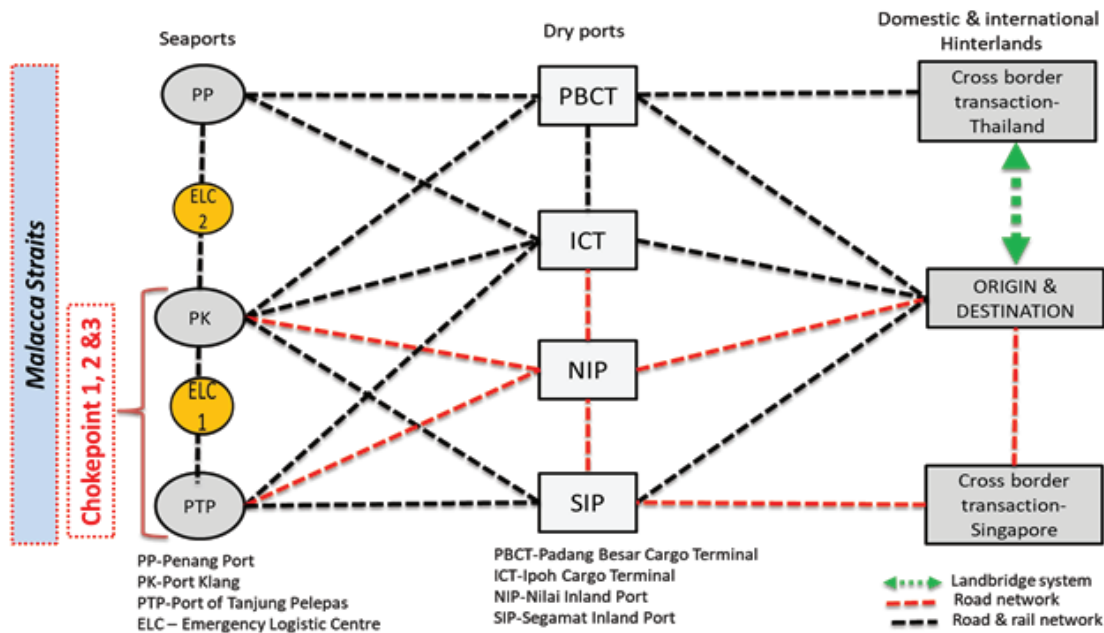 Seaports
Dry ports
Domestic & international
Hinterlands
Malacca Straits
Chokepoint 1, 2 &3
PP
ELC
2
PK
ELC
1
PTP
PBCT
ICT
NIP
SIP
Cross border
transaction-
Thailand
ORIGIN &
DESTINATION
Cross border
transaction-
Singapore
PP-Penang Port
PK-Port Klang
PTP-Port of Tanjung Pelepas
ELC – Emergency Logistic Centre
PBCT-Padang Besar Cargo Terminal
ICT-Ipoh Cargo Terminal
NIP-Nilai Inland Port
SIP-Segamat Inland Port
Landbridge system
Road network
Road & rail network